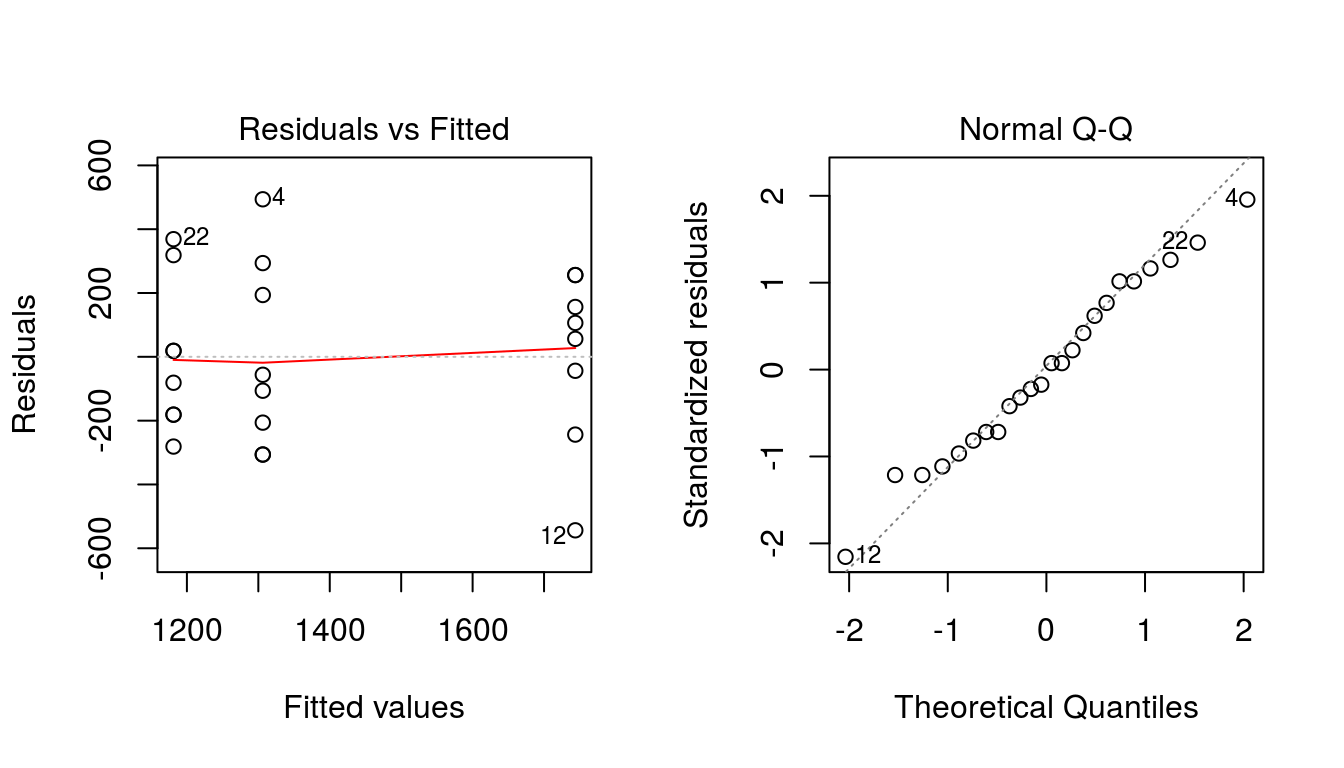 Residuals vs Fitted
600
200
-200
-600
Residuals
22
4
12
1200 1400 1600
Fitted values
Normal Q-Q
2
1
0
-1
-2
Standardized residuals
4
22
12
-2 -1 0 1 2
Theoretical Quantiles